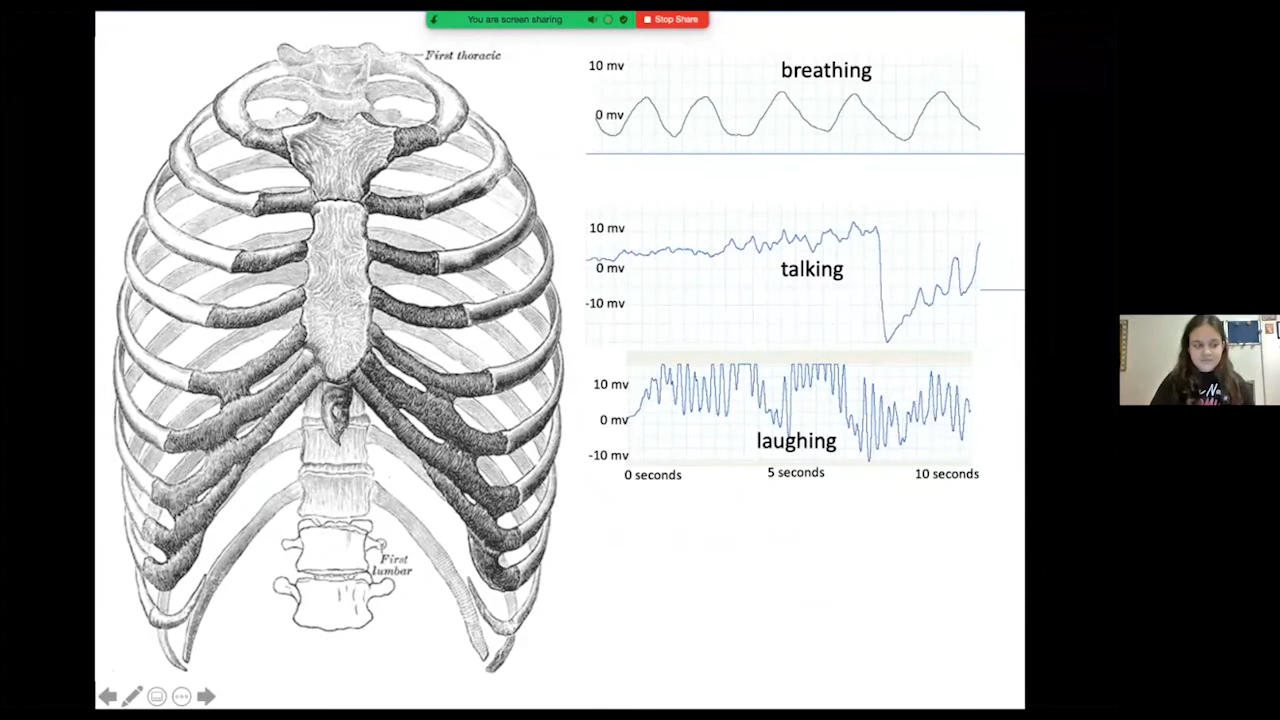 You are screen sharing
Stop Share
First thoracic
10 mv
breathing
0 mv
10 mv
0 mv
talking
-10 mv
10 mv
0 mv
laughing
-10 mv
0 seconds
5 seconds
10 seconds
First
lumbar